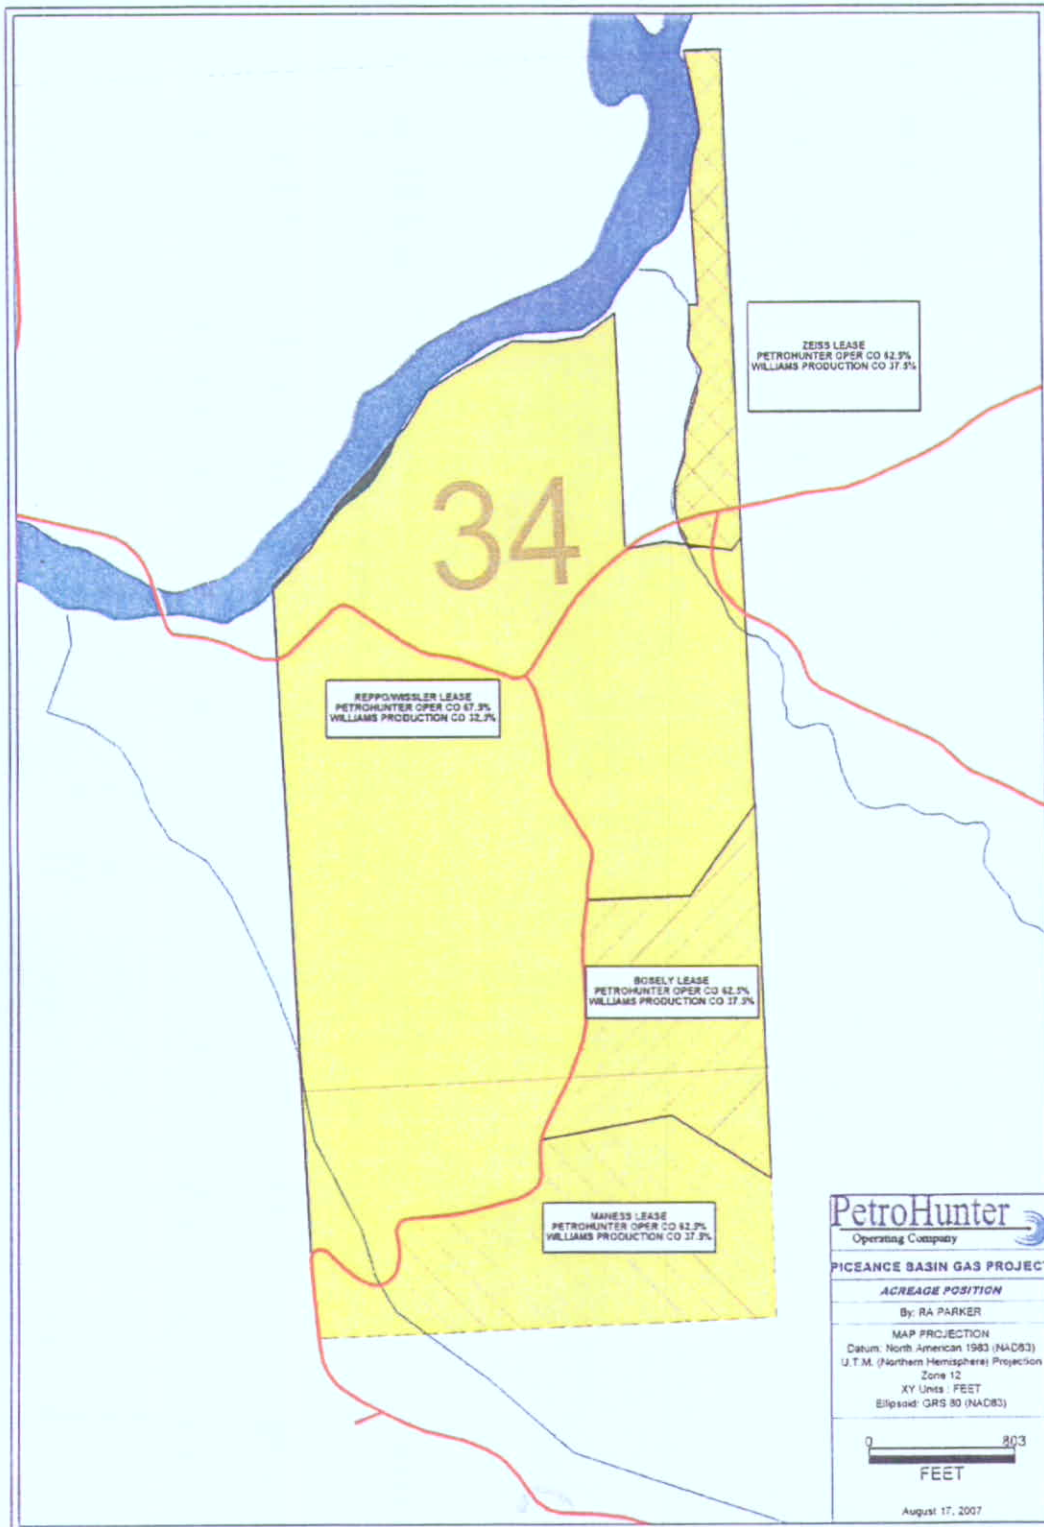 34
ZEISS LEASE
PETROHUNTER OPER CO 62.5%
WILLIAMS PRODUCTION CO 37.5%
REPPO/WISSLER LEASE
PETROHUNTER OPER CO 67.5%
WILLIAMS PRODUCTION CO 32.5%
BOSELY LEASE
PETROHUNTER OPER CO 62.5%
WILLIAMS PRODUCTION CO 37.5%
MANESS LEASE
PETROHUNTER OPER CO 62.5%
WILLIAMS PRODUCTION CO 37.5%
PetroHunter
Operating Company
PICEANCE BASIN GAS PROJECT
ACREAGE POSITION
By: RA PARKER
MAP PROJECTION
Datum: North American 1983 (NAD83)
U.T.M. (Northern Hemisphere) Projection
Zone 12
XY Units : FEET
Ellipsoid: GRS 80 (NAD83)
0 803
FEET
August 17, 2007